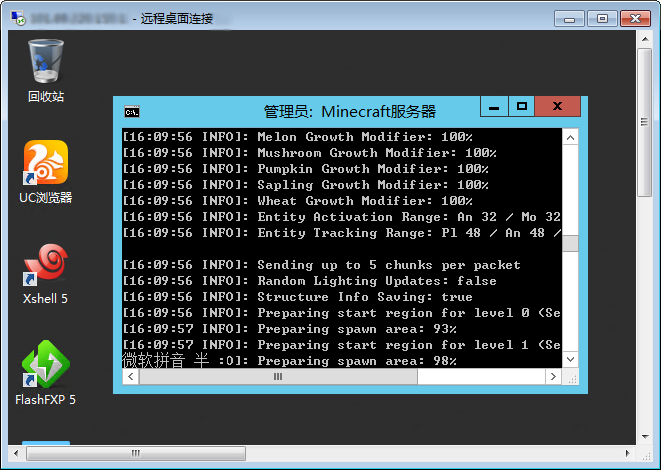 - 远程桌面连接
回收站
UC浏览器
Xshell 5
FlashFXP 5
C:\.
管理员: Minecraft服务器
[16:09:56 INFO]: Melon Growth Modifier: 100%
[16:09:56 INFO]: Mushroom Growth Modifier: 100%
[16:09:56 INFO]: Pumpkin Growth Modifier: 100%
[16:09:56 INFO]: Sapling Growth Modifier: 100%
[16:09:56 INFO]: Wheat Growth Modifier: 100%
[16:09:56 INFO]: Entity Activation Range: An 32 / Mo 32
[16:09:56 INFO]: Entity Tracking Range: Pl 48 / An 48 /
[16:09:56 INFO]: Sending up to 5 chunks per packet
[16:09:56 INFO]: Random Lighting Updates: false
[16:09:56 INFO]: Structure Info Saving: true
[16:09:56 INFO]: Preparing start region for level 0 (Se
[16:09:57 INFO]: Preparing spawn area: 93%
[16:09:57 INFO]: Preparing start region for level 1 (Se
微软拼音 半 :O]: Preparing spawn area: 98%